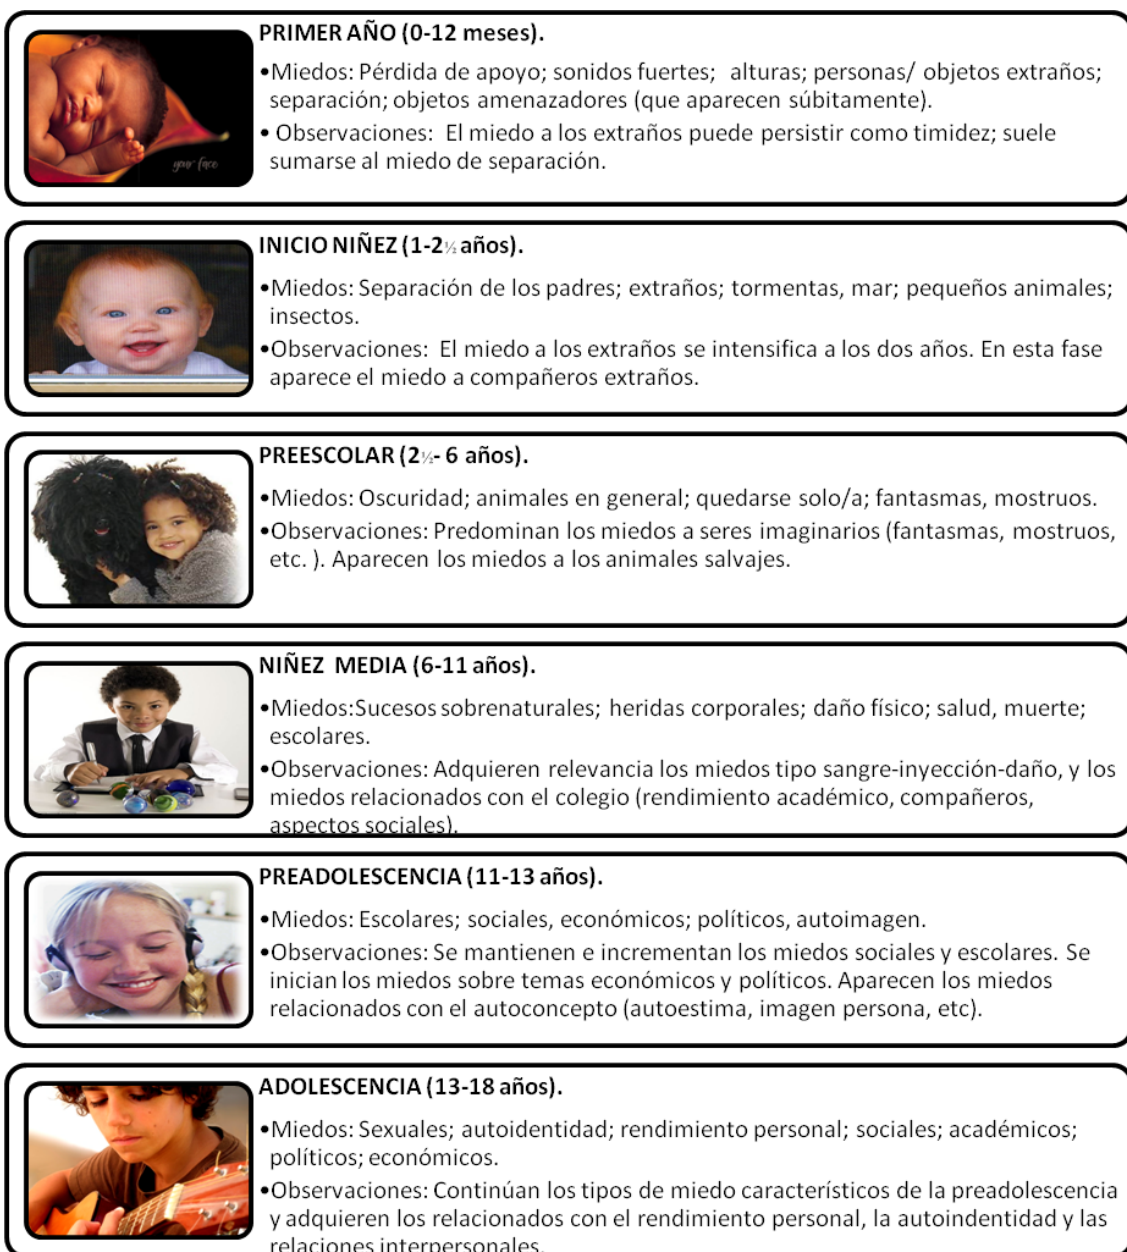 PRIMER AÑO (0-12 meses).
•Miedos: Pérdida de apoyo; sonidos fuertes; alturas; personas/ objetos extraños;
separación; objetos amenazadores (que aparecen súbitamente).
• Observaciones: El miedo a los extraños puede persistir como timidez; suele
sumarse al miedo de separación.
your face
INICIO NIÑEZ (1-2½ años).
•Miedos: Separación de los padres; extraños; tormentas, mar; pequeños animales;
insectos.
•Observaciones: El miedo a los extraños se intensifica a los dos años. En esta fase
aparece el miedo a compañeros extraños.
PREESCOLAR (2½- 6 años).
•Miedos: Oscuridad; animales en general; quedarse solo/a; fantasmas, mostruos.
•Observaciones: Predominan los miedos a seres imaginarios (fantasmas, mostruos,
etc. ). Aparecen los miedos a los animales salvajes.
NIÑEZ MEDIA (6-11 años).
•Miedos:Sucesos sobrenaturales; heridas corporales; daño físico; salud, muerte;
escolares.
•Observaciones: Adquieren relevancia los miedos tipo sangre-inyección-daño, y los
miedos relacionados con el colegio (rendimiento académico, compañeros,
aspectos sociales).
PREADOLESCENCIA (11-13 años).
•Miedos: Escolares; sociales, económicos; políticos, autoimagen.
•Observaciones: Se mantienen e incrementan los miedos sociales y escolares. Se
inician los miedos sobre temas económicos y políticos. Aparecen los miedos
relacionados con el autoconcepto (autoestima, imagen persona, etc).
ADOLESCENCIA (13-18 años).
•Miedos: Sexuales; autoidentidad; rendimiento personal; sociales; académicos;
políticos; económicos.
•Observaciones: Continúan los tipos de miedo característicos de la preadolescencia
y adquieren los relacionados con el rendimiento personal, la autoindentidad y las
relaciones interpersonales.